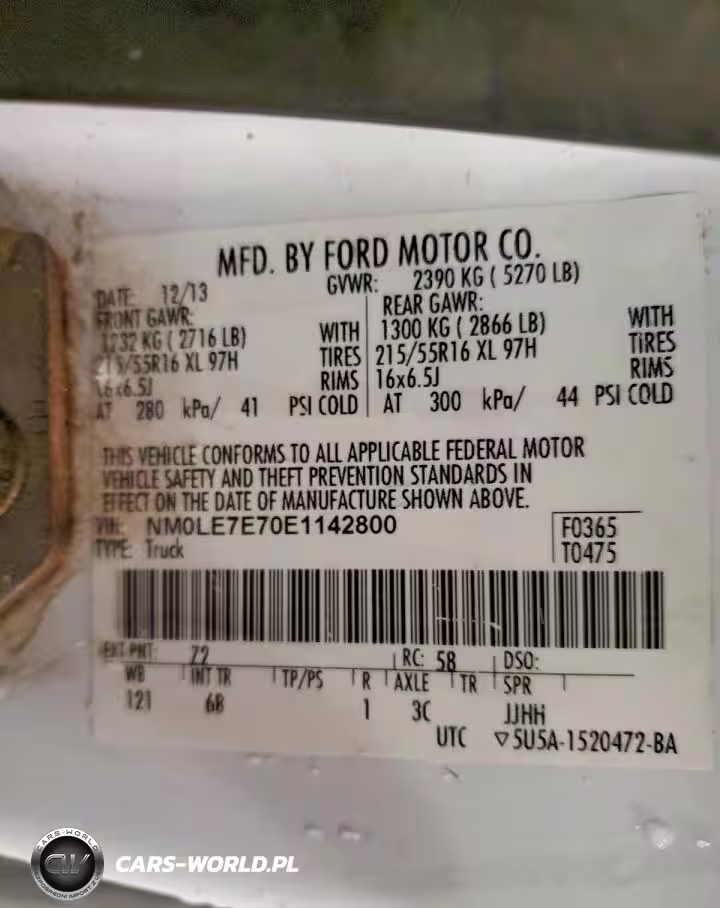 MFD. BY FORD MOTOR CO.
DATE: 12/13 GVWR: 2390 KG ( 5270 LB)
FRONT GAWR: REAR GAWR:
1232 KG ( 2716 LB) WITH 1300 KG ( 2866 LB) WITH
215/55R16 XL 97H TIRES 215/55R16 XL 97H TIRES
16x6.5J RIMS 16x6.5J RIMS
AT 280 kPa/ 41 PSI COLD AT 300 kPa/ 44 PSI COLD
THIS VEHICLE CONFORMS TO ALL APPLICABLE FEDERAL MOTOR
VEHICLE SAFETY AND THEFT PREVENTION STANDARDS IN
EFFECT ON THE DATE OF MANUFACTURE SHOWN ABOVE.
VIN: NM0LE7E70E1142800 F0365
TYPE: Truck T0475
EXT PNT: 72 RC: 58 DSO:
WB INT TR TP/PS R AXLE TR SPR
121 6B 1 3C JJHH
UTC ▽5U5A-1520472-BA
CARS-WORLD
CW
CARS-WORLD.PL